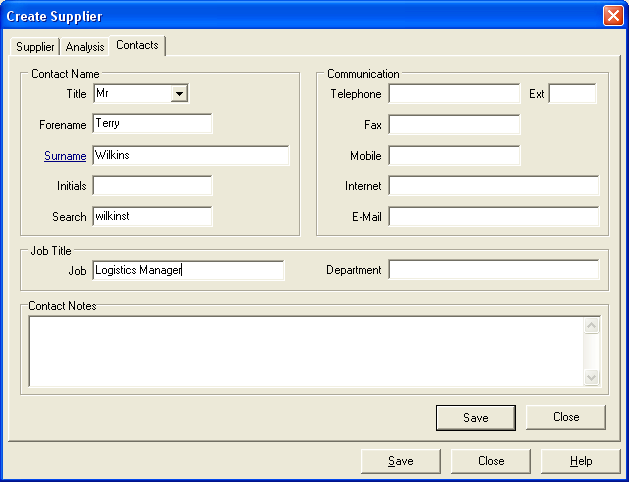 Create Supplier
Supplier Analysis Contacts
Contact Name
Title Mr
Forename Terry
Surname Wilkins
Initials
Search wilkinst
Communication
Telephone Ext
Fax
Mobile
Internet
E-Mail
Job Title
Job Logistics Manager
Department
Contact Notes
Save Close
Save Close Help